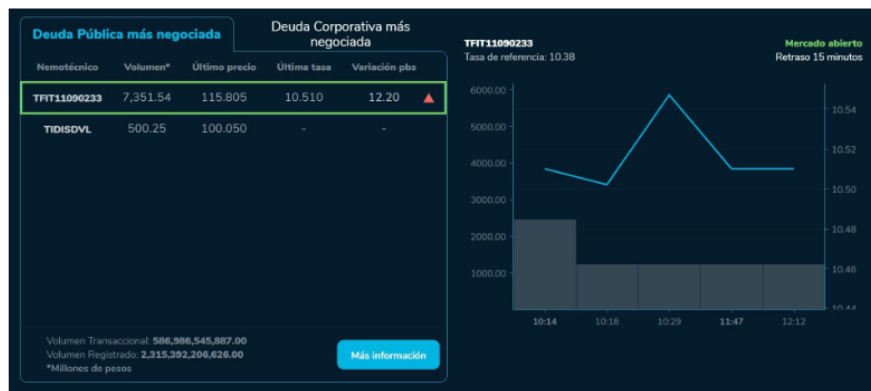 Deuda Pública más negociada
Deuda Corporativa más
negociada
Nemotécnico Volumen* Último precio Última tasa Variación pbs
TFIT11090233 7,351.54 115.805 10.510 12.20
TIDISDVL 500.25 100.050 - -
Volumen Transaccional: 586,986,545,887.00
Volumen Registrado: 2,315,392,206,626.00
*Millones de pesos
Más información
TFIT11090233 Mercado abierto
Tasa de referencia: 10.38 Retraso 15 minutos
6000.00
10.54
5000.00
10.52
4000.00
10.50
3000.00
10.48
2000.00
10.46
1000.00
10.44
10:14 10:18 10:29 11:47 12:12